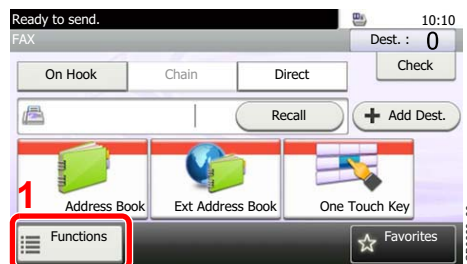 Ready to send. 10:10
FAX Dest. : 0
On Hook Chain Direct Check
Recall + Add Dest.
1
Address Book Ext Address Book One Touch Key
Functions Favorites